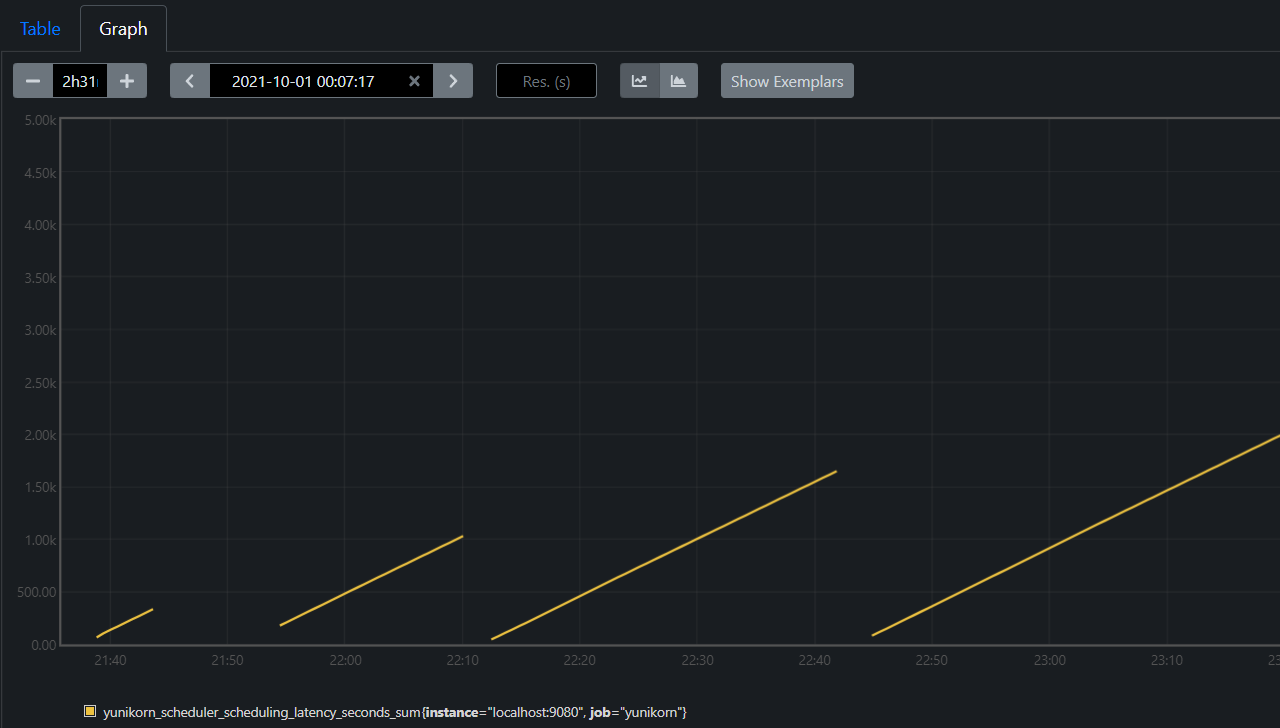 Table Graph
2h31 2021-10-01 00:07:17 Res. (s) Show Exemplars
5.00k
4.50k
4.00k
3.50k
3.00k
2.50k
2.00k
1.50k
1.00k
500.00
0.00
21:40 21:50 22:00 22:10 22:20 22:30 22:40 22:50 23:00 23:10
yunikorn_scheduler_scheduling_latency_seconds_sum{instance="localhost:9080", job="yunikorn"}